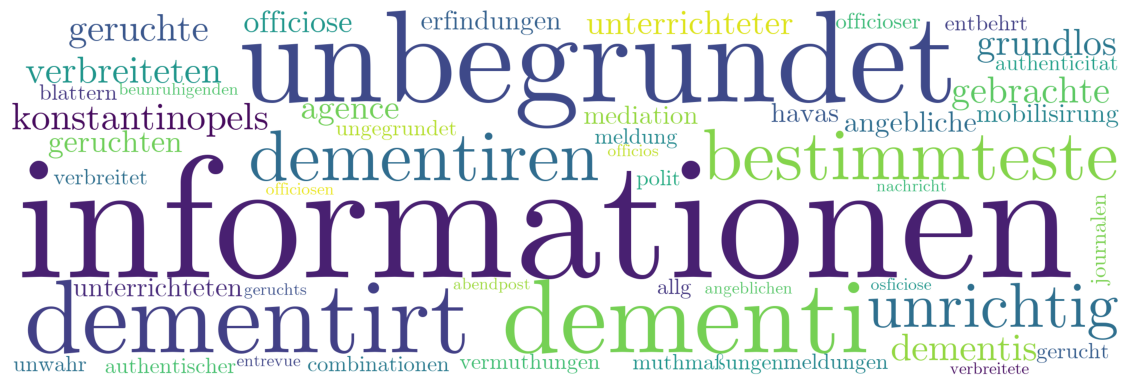 geruchte officiose erfindungen unterrichteter officioser entbehrt
unbegrundet grundlos
verbreiteten authenticitat
blattern beunruhigenden gebrachte
konstantinopels agence mediation havas angebliche mobilisirung
ungegrundet
geruchten dementiren meldung bestimmteste
officios
verbreitet officiosen polit nachricht
informationen journalen
unterrichteten geruchts abendpost allg angeblichen osficiose
dementirt dementi unrichtig
dementis gerucht
unwahr authentischer entrevue combinationen vermuthungen muthmaßungen meldungen verbreitete